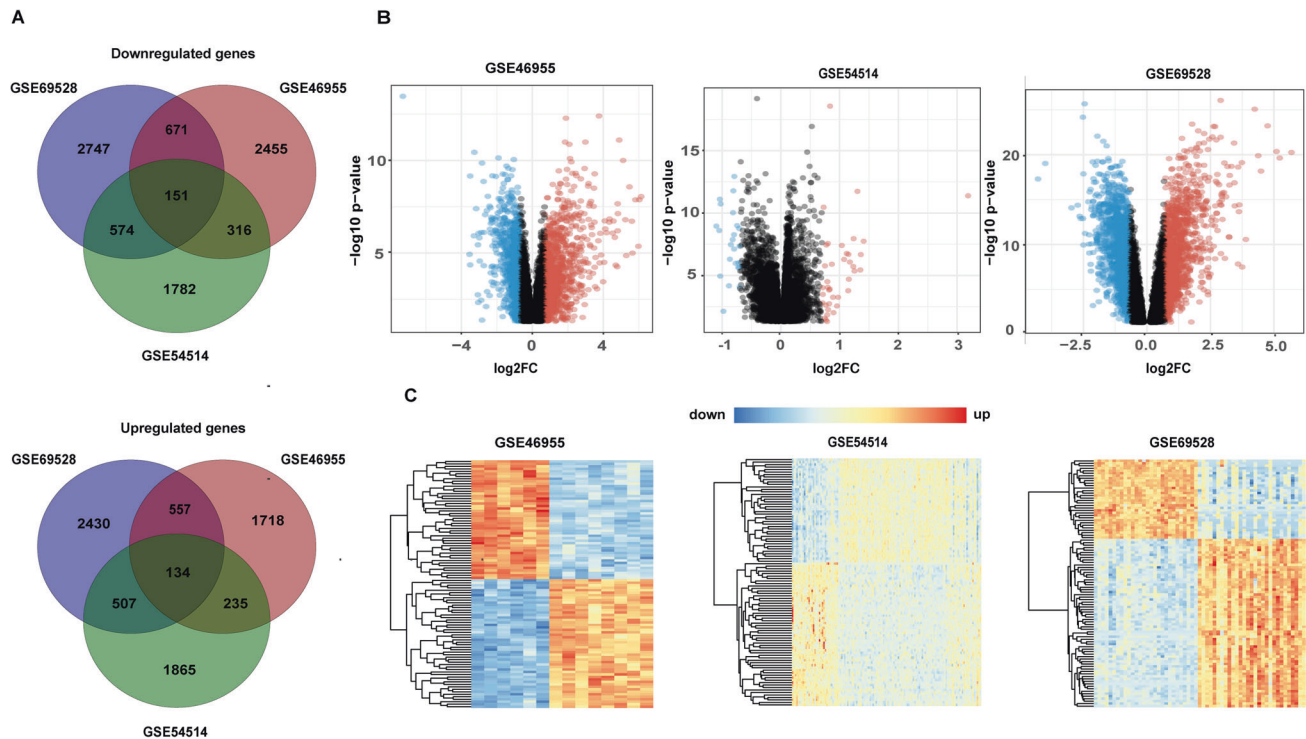 A
Downregulated genes
GSE69528
GSE46955
671
2747
2455
151
574
316
1782
GSE54514
Upregulated genes
GSE69528
GSE46955
557
2430
1718
134
507
235
1865
GSE54514
B
GSE46955
−log10 p-value
10
5
−4
0
4
8
log2FC
GSE54514
−log10 p-value
15
10
5
-1
0
1
2
3
log2FC
GSE69528
−log10 p-value
20
10
0
−2.5
0.0
2.5
5.0
log2FC
C
down
up
GSE46955
GSE54514
GSE69528